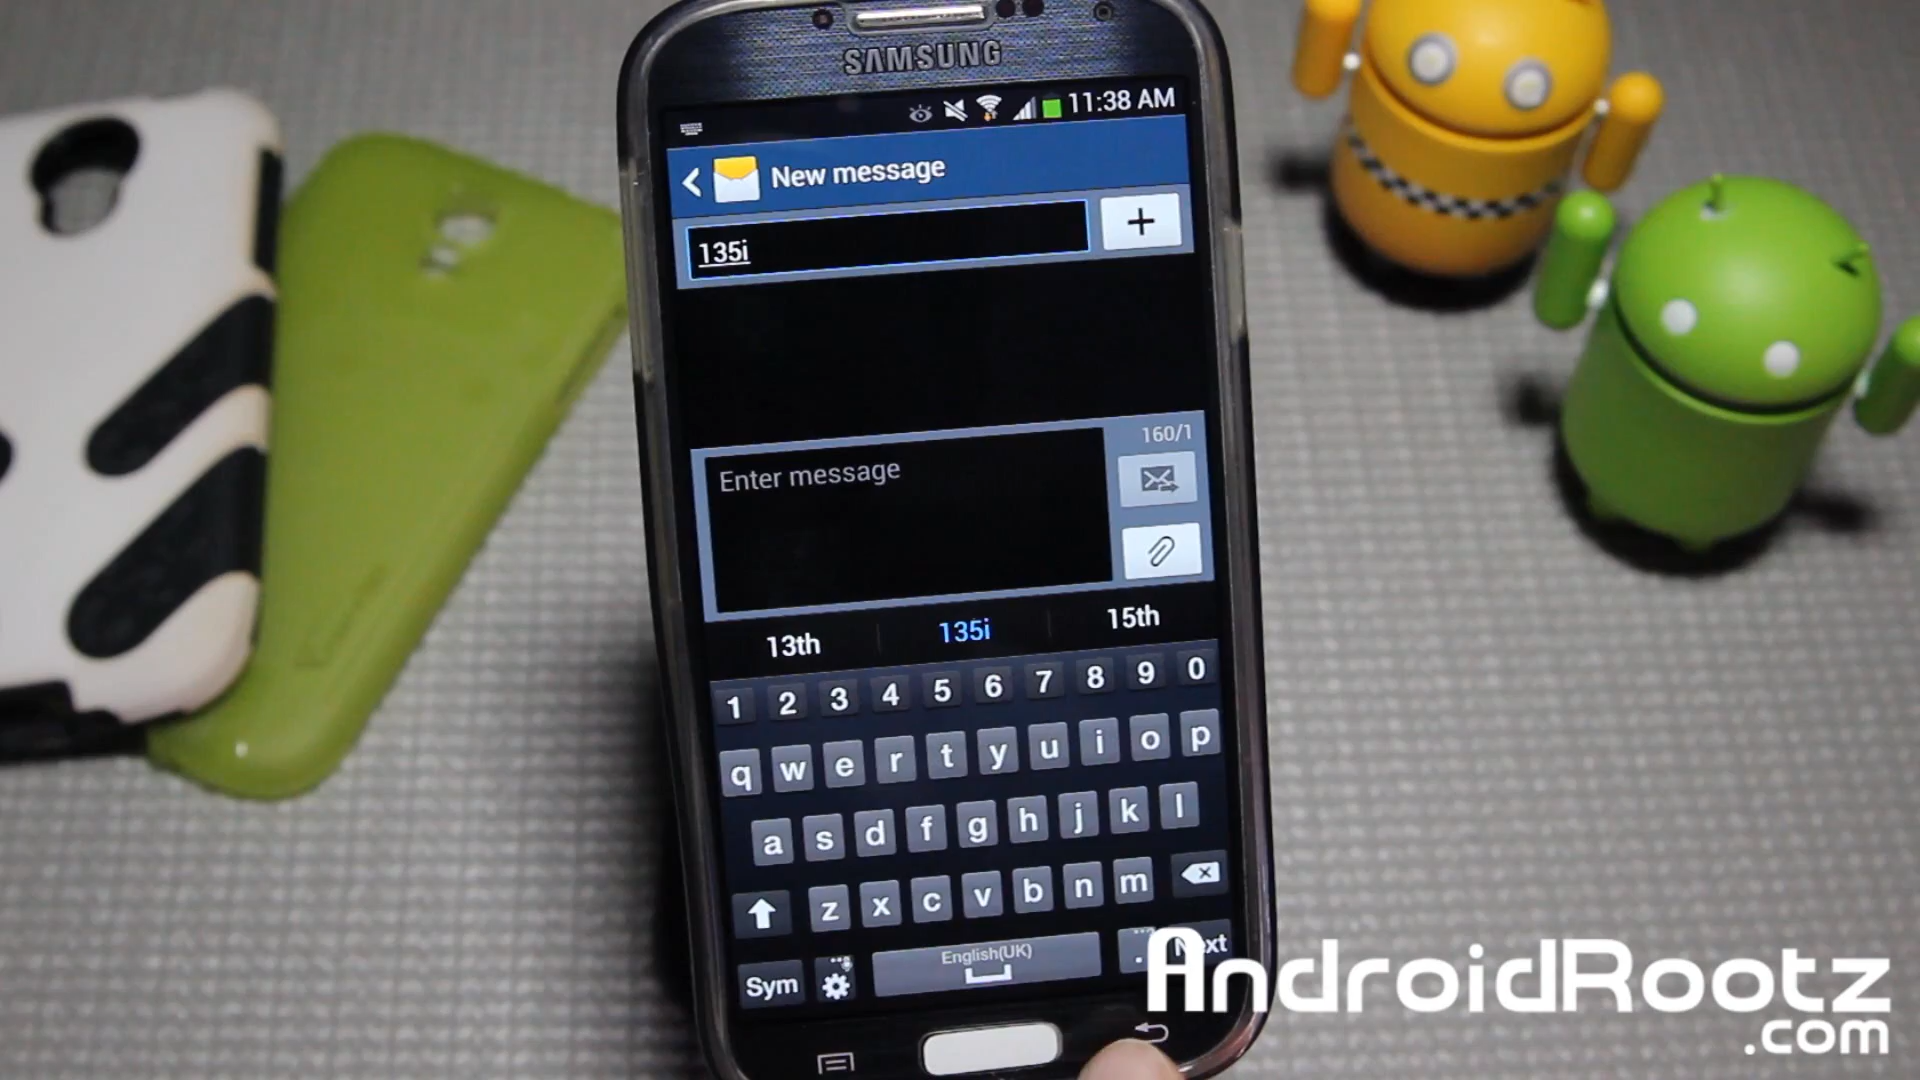 SAMSUNG
11:38 AM
New message
135i
+
160/1
Enter message
13th 135i 15th
1 2 3 4 5 6 7 8 9 0
q w e r t y u i o p
a s d f g h j k l
z x c v b n m
Sym English(UK) . Next
AndroidRootz
.com